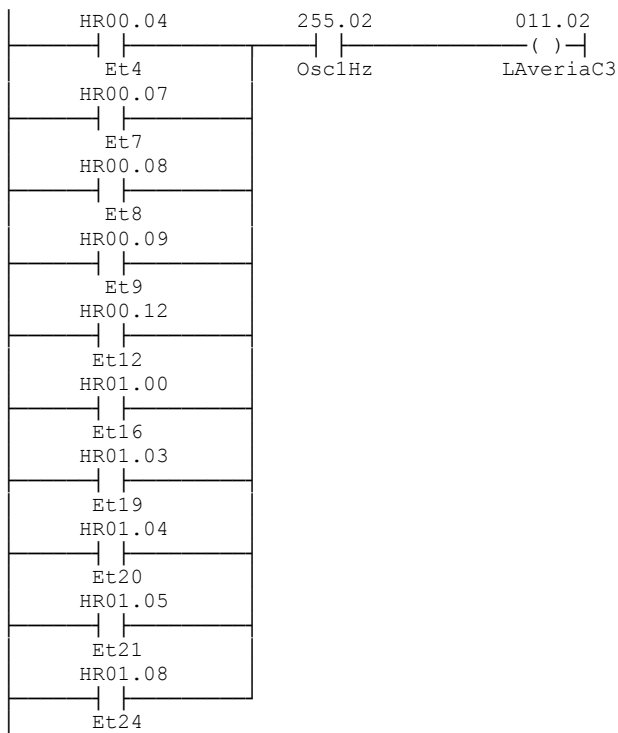 HR00.04 255.02 011.02
Et4 Osc1Hz LAveriaC3
HR00.07
Et7
HR00.08
Et8
HR00.09
Et9
HR00.12
Et12
HR01.00
Et16
HR01.03
Et19
HR01.04
Et20
HR01.05
Et21
HR01.08
Et24